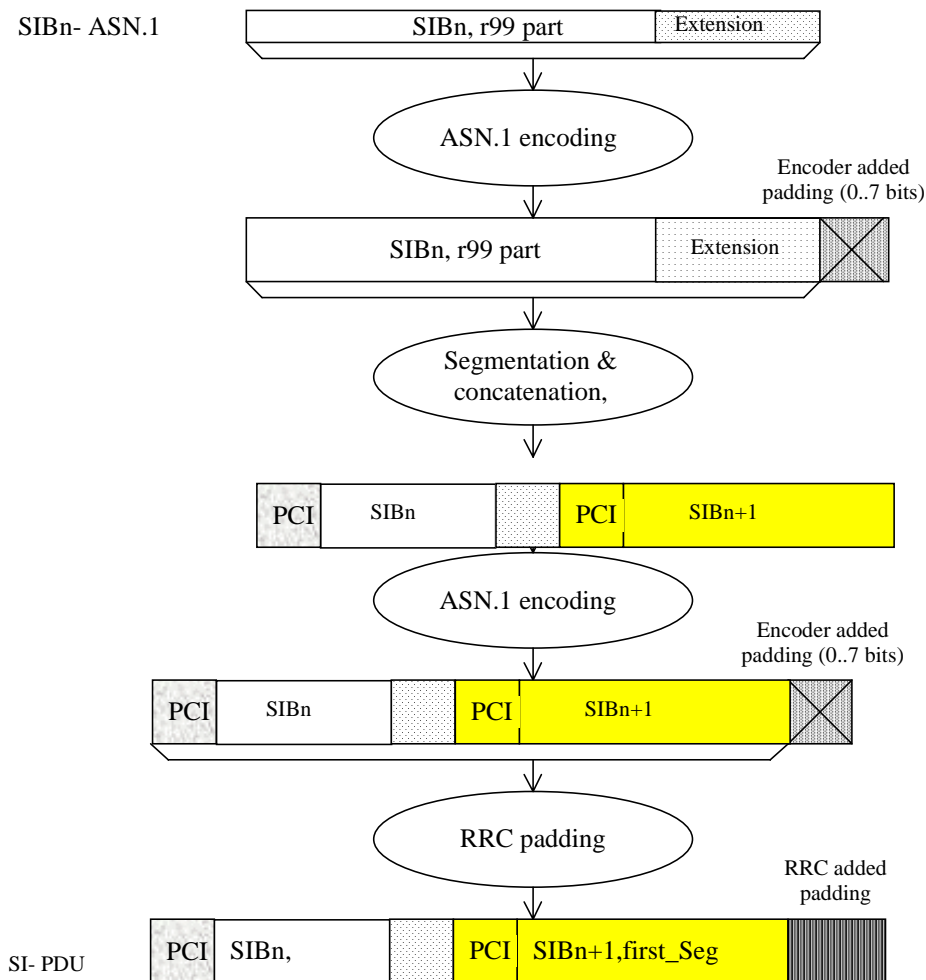 SIBn- ASN.1
SIBn, r99 part
Extension
ASN.1 encoding
Encoder added
padding (0..7 bits)
SIBn, r99 part
Extension
Segmentation &
concatenation,
PCI
SIBn
PCI
SIBn+1
ASN.1 encoding
Encoder added
padding (0..7 bits)
PCI
SIBn
PCI
SIBn+1
RRC padding
RRC added
padding
SI- PDU
PCI
SIBn,
PCI
SIBn+1,first_Seg